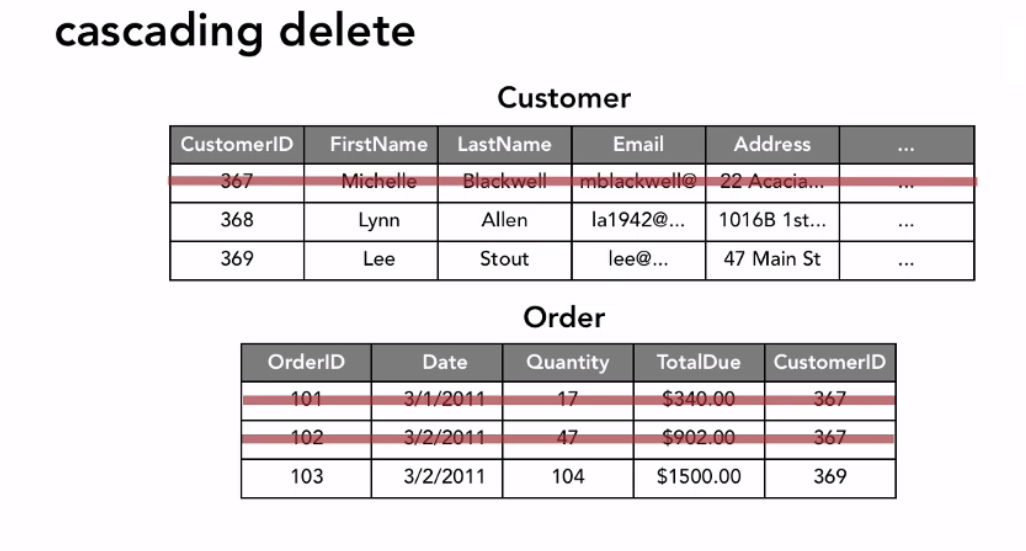 cascading delete
Customer
CustomerID FirstName LastName Email Address ...
367 Michelle Blackwell mblackwell@ 22 Acacia... ...
368 Lynn Allen la1942@... 1016B 1st... ...
369 Lee Stout lee@... 47 Main St ...
Order
OrderID Date Quantity TotalDue CustomerID
101 3/1/2011 17 $340.00 367
102 3/2/2011 47 $902.00 367
103 3/2/2011 104 $1500.00 369